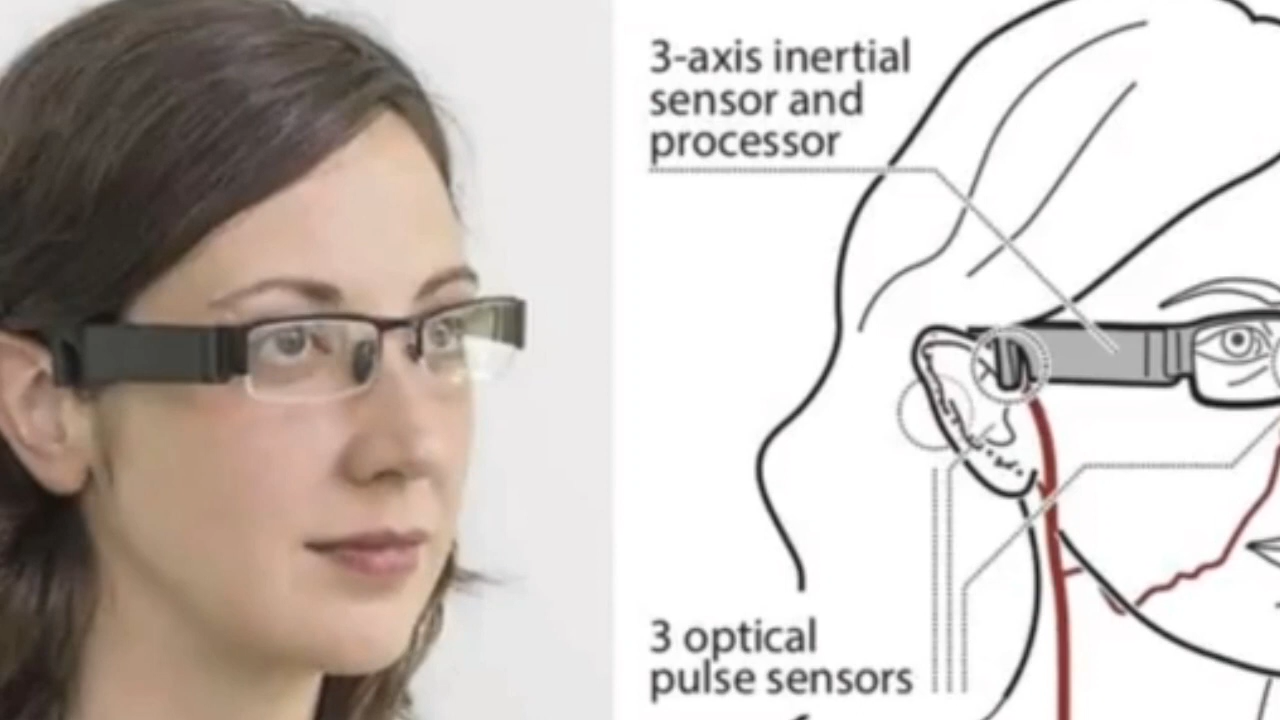 3-axis inertial
sensor and
processor
3 optical
pulse sensors